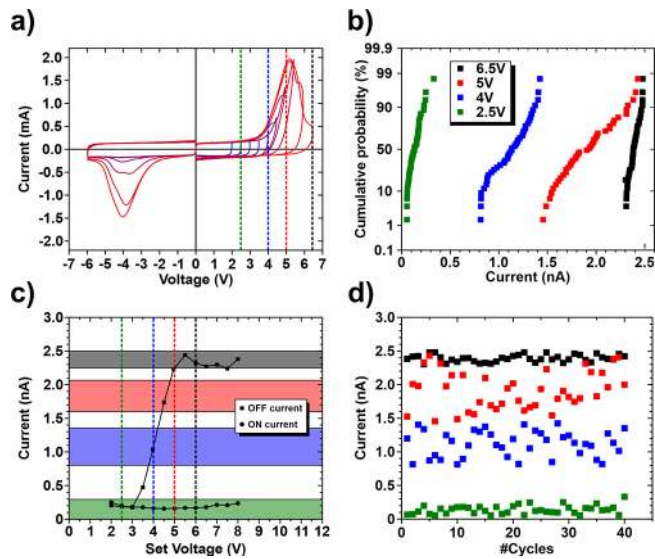 a)
Current (mA)
2.0
1.5
1.0
0.5
0.0
-0.5
-1.0
-1.5
-2.0
-7 -6 -5 -4 -3 -2 -1 0 1 2 3 4 5 6 7
Voltage (V)
b)
Cumulative probability (%)
99.9
99
90
50
10
1
0.1
6.5V
5V
4V
2.5V
0 0.5 1.0 1.5 2.0 2.5
Current (nA)
c)
Current (nA)
3.0
2.5
2.0
1.5
1.0
0.5
0
OFF current
ON current
0 1 2 3 4 5 6 7 8 9 10 11 12
Set Voltage (V)
d)
Current (nA)
3.0
2.5
2.0
1.5
1.0
0.5
0
0 10 20 30 40
#Cycles